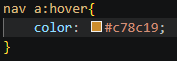 nav a:hover{
    color: #c78c19;
}